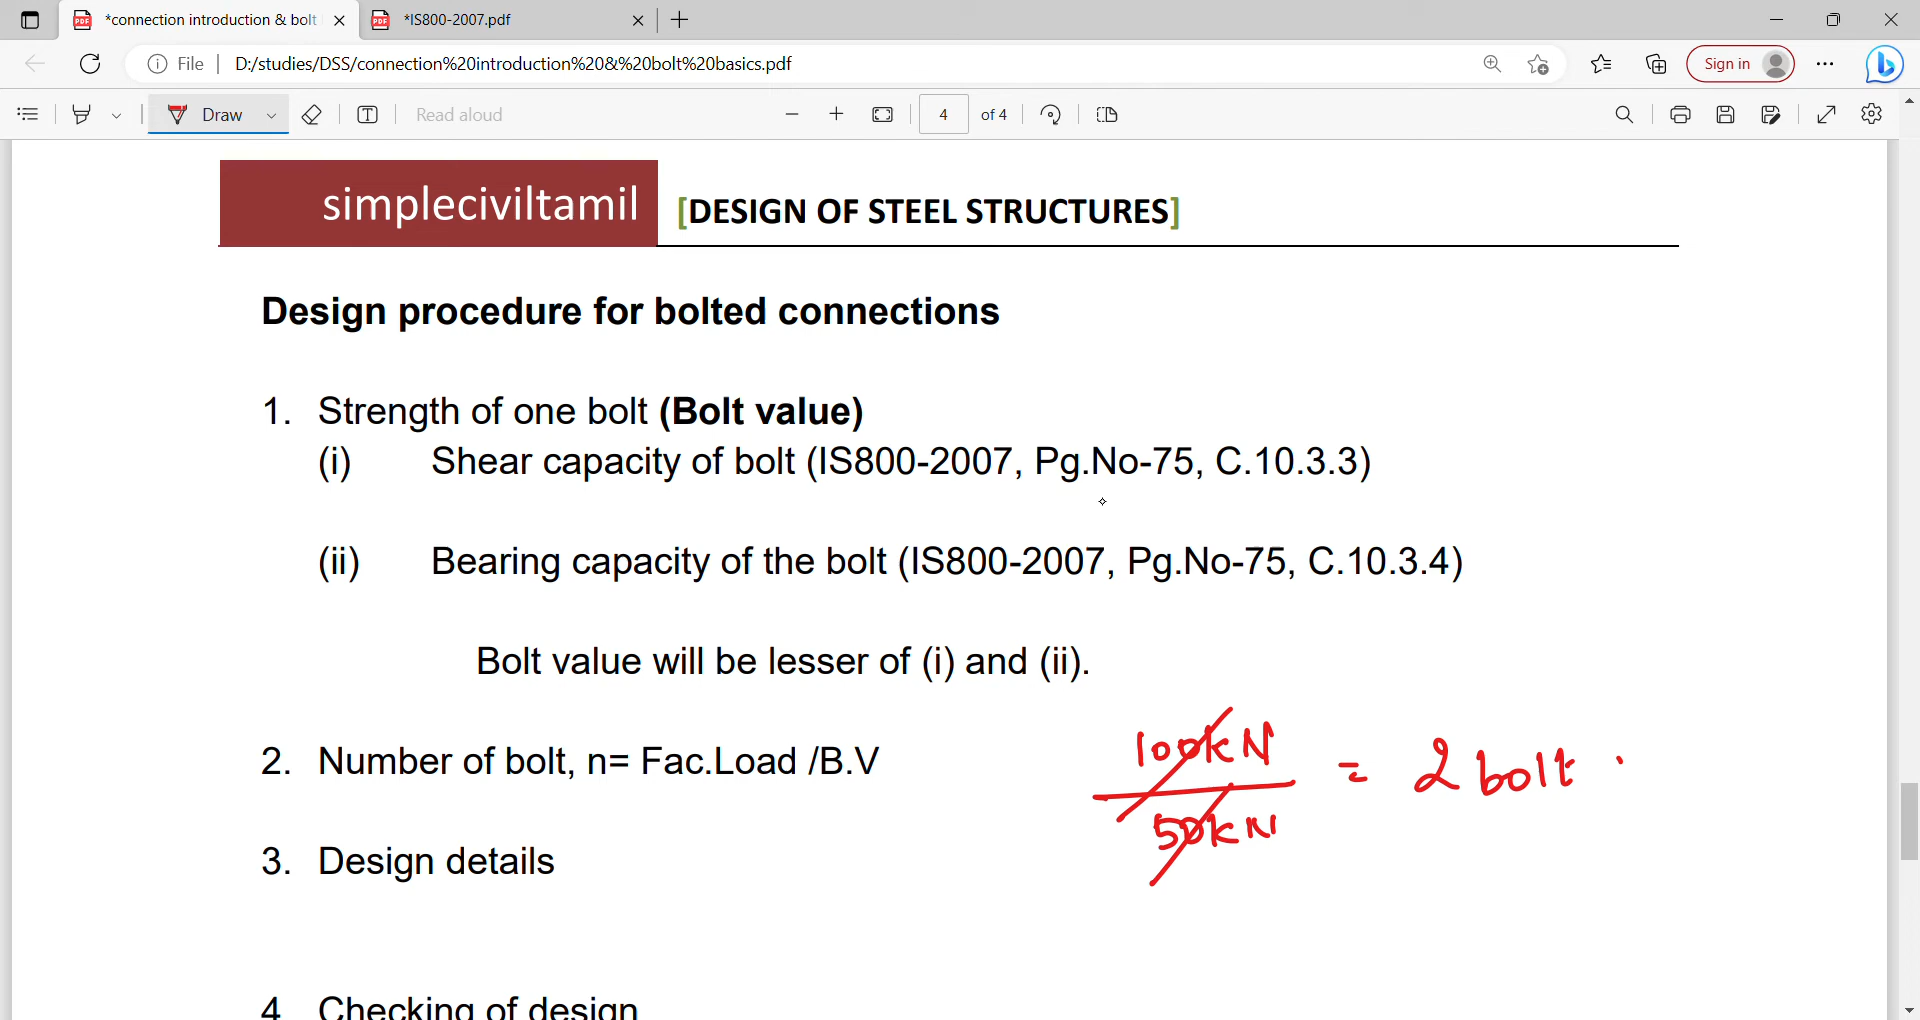 *connection introduction & bolt
*IS800-2007.pdf
File
D:/studies/DSS/connection%20introduction%20&%20bolt%20basics.pdf
Sign in
Draw
Read aloud
4
of 4
simpleciviltamil
[DESIGN OF STEEL STRUCTURES]
Design procedure for bolted connections
1. Strength of one bolt (Bolt value)
(i) Shear capacity of bolt (IS800-2007, Pg.No-75, C.10.3.3)
(ii) Bearing capacity of the bolt (IS800-2007, Pg.No-75, C.10.3.4)
Bolt value will be lesser of (i) and (ii).
2. Number of bolt, n= Fac.Load /B.V
100kN
= 2 bolt .
50kN
3. Design details
4 Checking of design